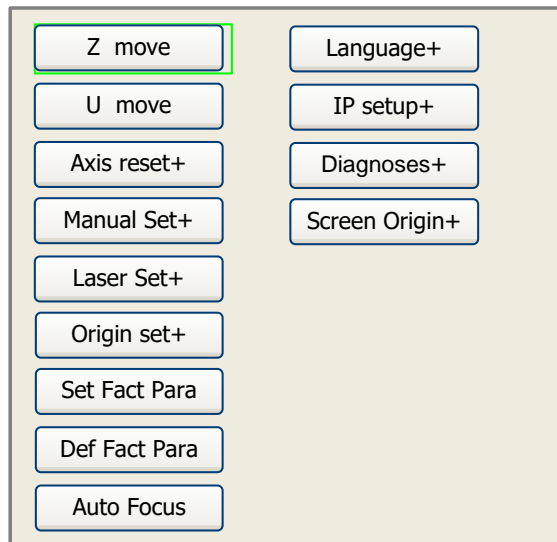 Z move
U move
Axis reset+
Manual Set+
Laser Set+
Origin set+
Set Fact Para
Def Fact Para
Auto Focus
Language+
IP setup+
Diagnoses+
Screen Origin+